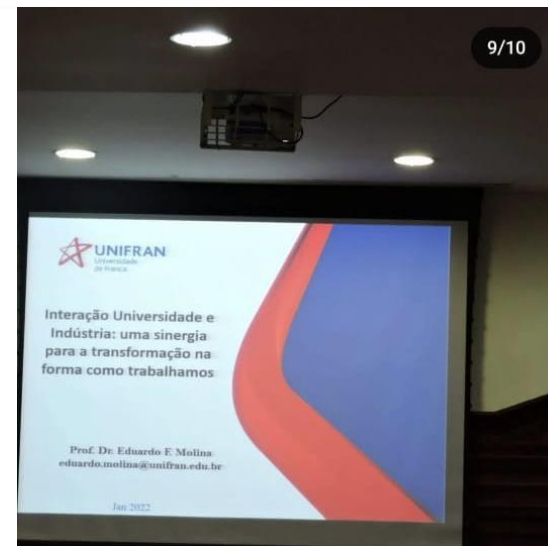 9/10
UNIFRAN
Universidade
de Franca
Interação Universidade e
Indústria: uma sinergia
para a transformação na
forma como trabalhamos
Prof. Dr. Eduardo F. Molina
eduardo.molina@unifran.edu.br
Jan 2022